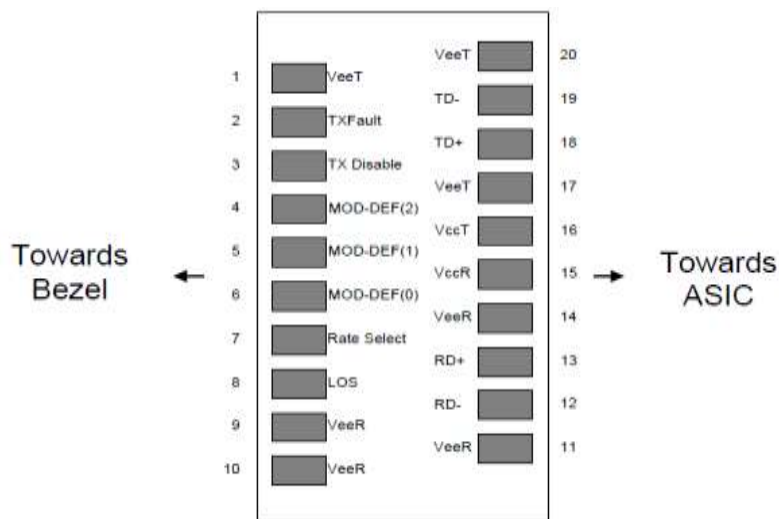 VeeT 20
1 VeeT
TD- 19
2 TXFault
TD+ 18
3 TX Disable
VeeT 17
4 MOD-DEF(2)
VccT 16
5 MOD-DEF(1)
Towards
Bezel
VccR 15
Towards
ASIC
6 MOD-DEF(0)
VeeR 14
7 Rate Select
RD+ 13
8 LOS
RD- 12
9 VeeR
VeeR 11
10 VeeR